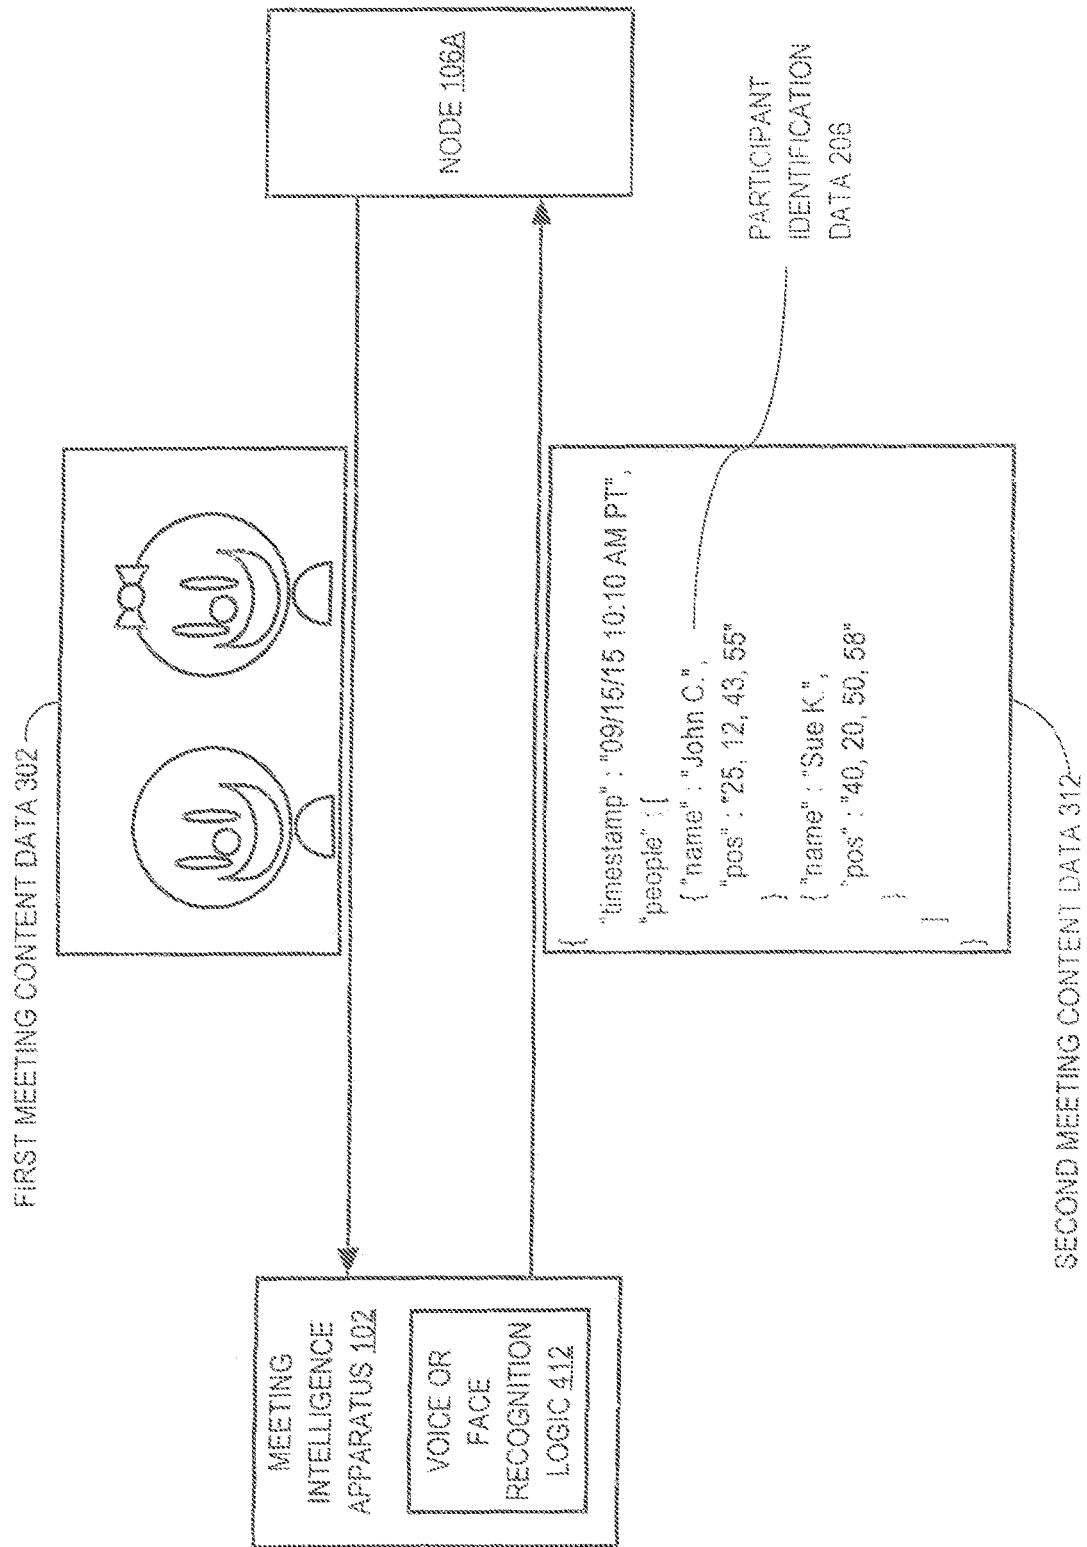 FIRST MEETING CONTENT DATA 302
MEETING
INTELLIGENCE
APPARATUS 102
VOICE OR
FACE
RECOGNITION
LOGIC 412
NODE 106A
{
"timestamp" : "09/15/15 10:10 AM PT",
"people" : [
{ "name" : "John C.",
"pos" : "25, 12, 43, 55"
}
{ "name" : "Sue K.",
"pos" : "40, 20, 50, 58"
}
]
}
PARTICIPANT
IDENTIFICATION
DATA 206
SECOND MEETING CONTENT DATA 312